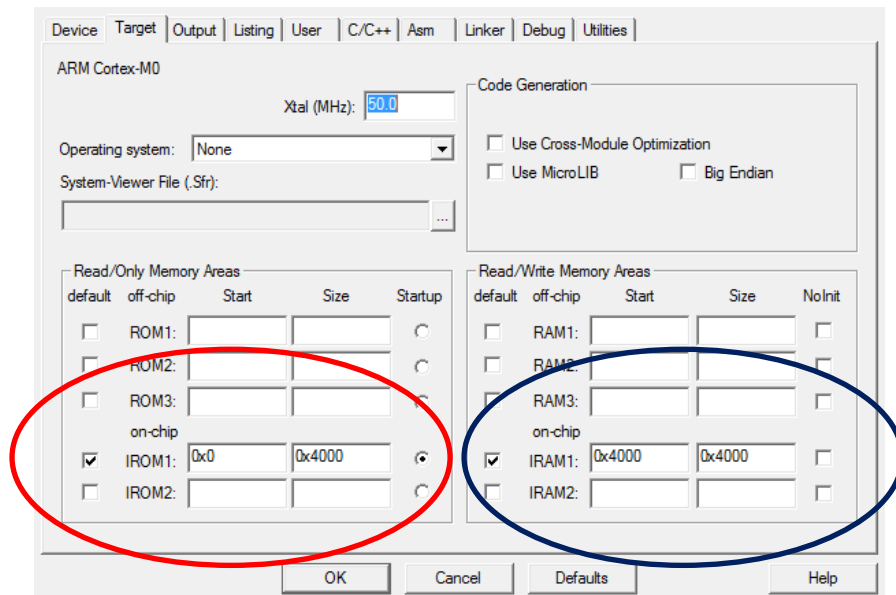 Device Target Output Listing User C/C++ Asm Linker Debug Utilities
ARM Cortex-M0
Xtal (MHz): 50.0
Operating system: None
System-Viewer File (.Sfr):
...
Code Generation
Use Cross-Module Optimization
Use MicroLIB Big Endian
Read/Only Memory Areas
default off-chip Start Size Startup
ROM1:
ROM2:
ROM3:
on-chip
IROM1: 0x0 0x4000
IROM2:
Read/Write Memory Areas
default off-chip Start Size NoInit
RAM1:
RAM2:
RAM3:
on-chip
IRAM1: 0x4000 0x4000
IRAM2:
OK Cancel Defaults Help